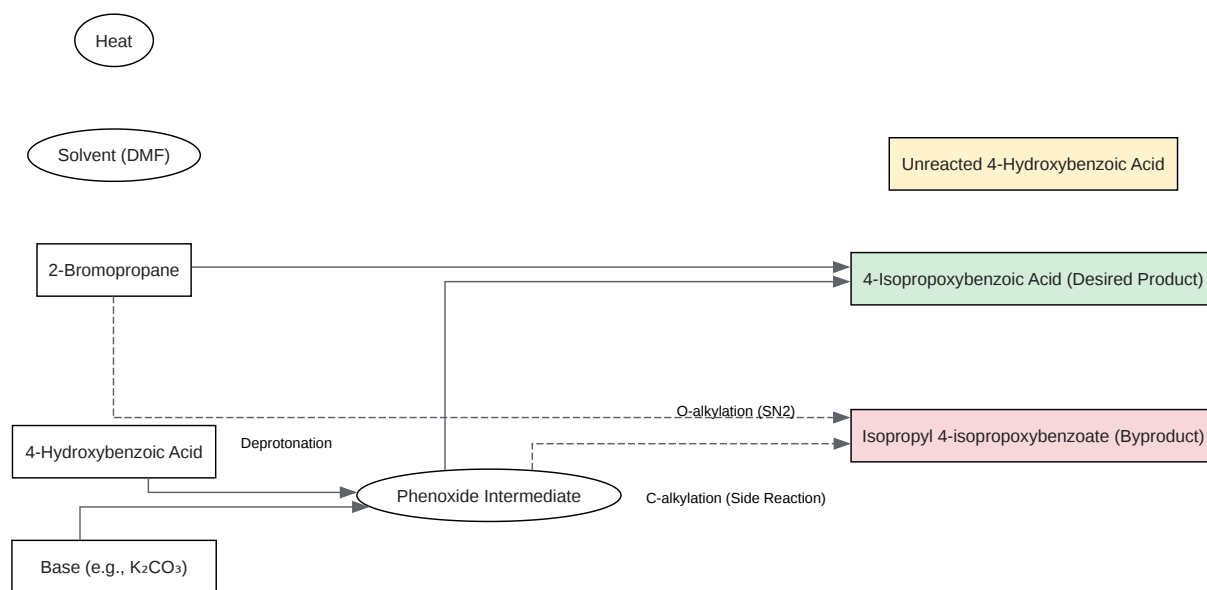 Heat
Solvent (DMF)
Unreacted 4-Hydroxybenzoic Acid
2-Bromopropane
4-Isopropoxybenzoic Acid (Desired Product)
O-alkylation (SN2)
Isopropyl 4-isopropoxybenzoate (Byproduct)
4-Hydroxybenzoic Acid
Deprotonation
Phenoxide Intermediate
C-alkylation (Side Reaction)
Base (e.g., K₂CO₃)